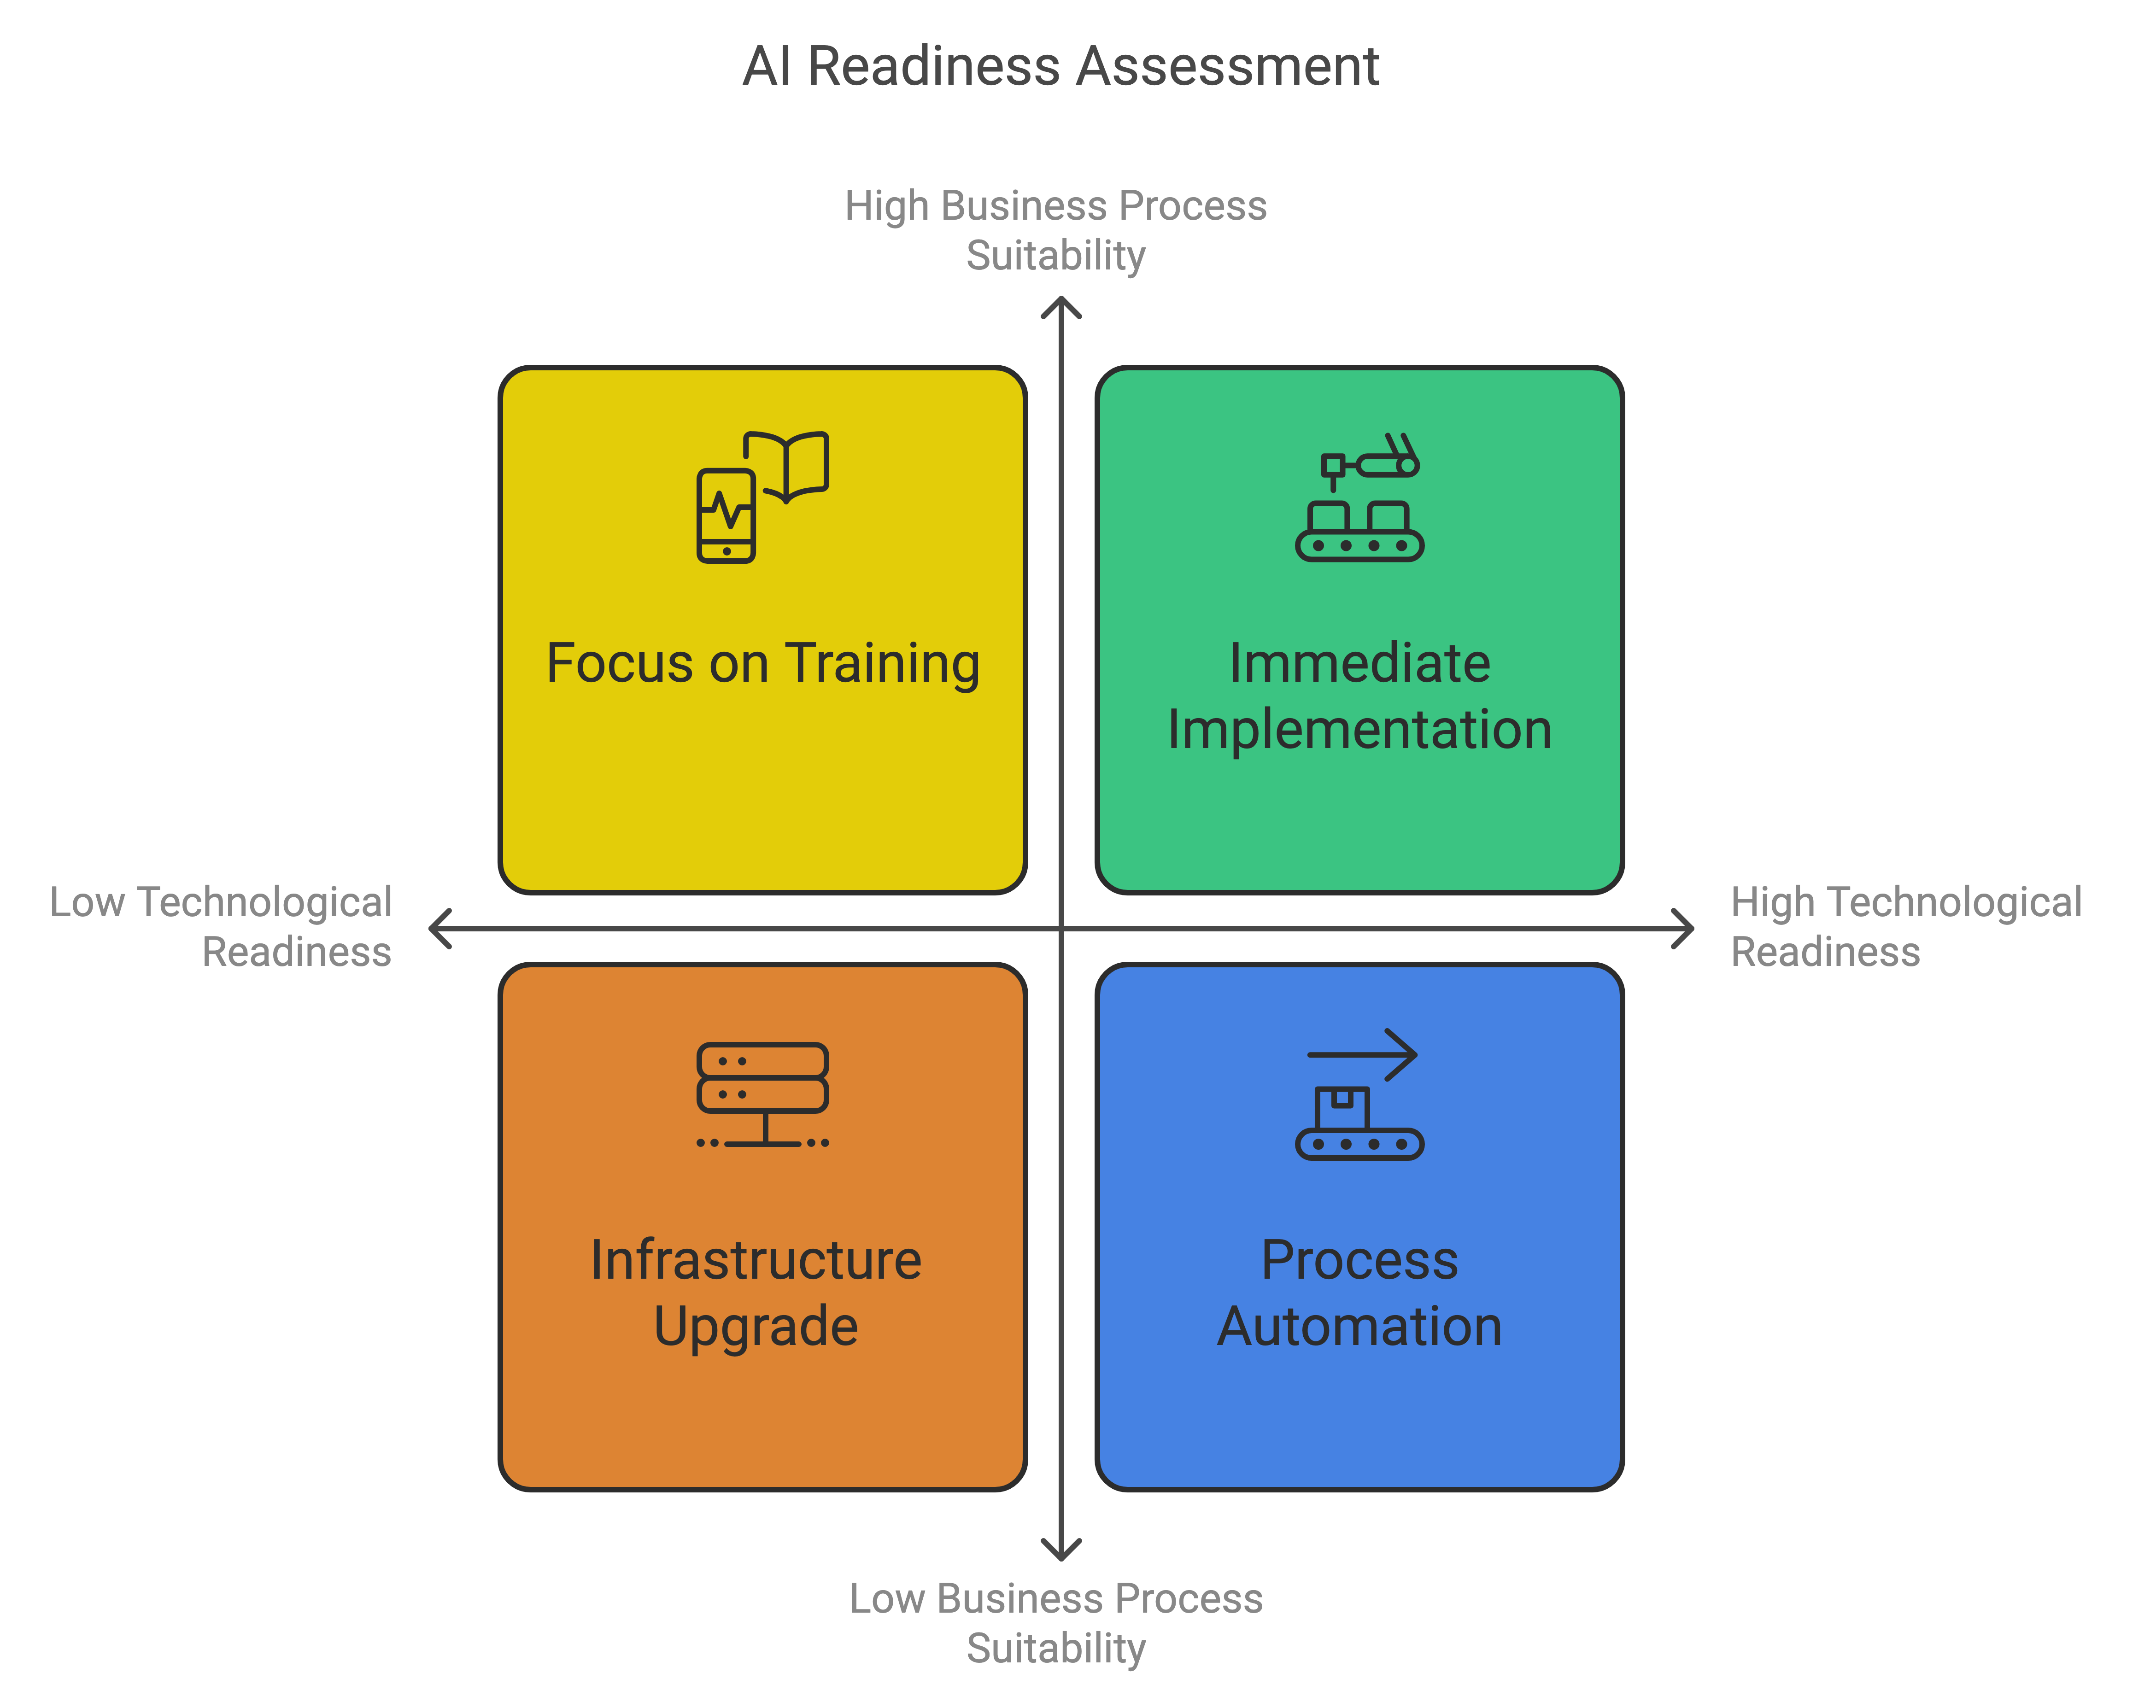 AI Readiness Assessment
High Business Process
Suitability
Focus on Training
Immediate
Implementation
Low Technological
Readiness
High Technological
Readiness
Infrastructure
Upgrade
Process
Automation
Low Business Process
Suitability